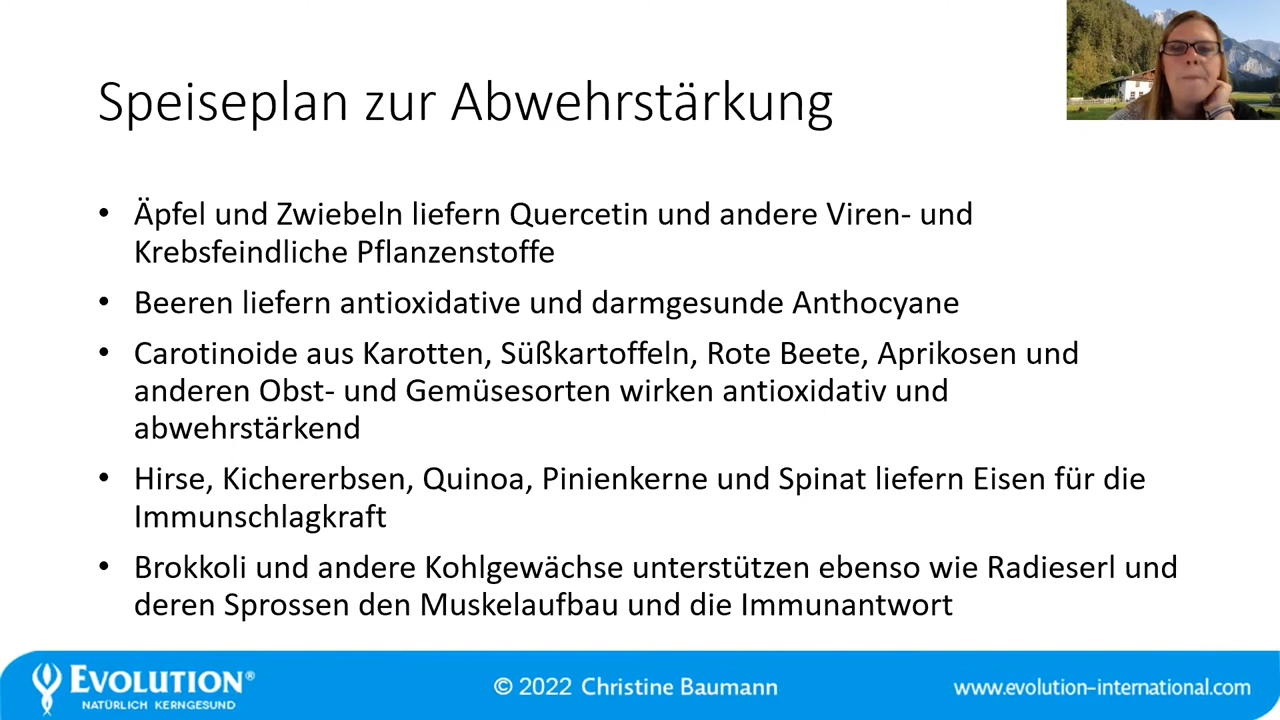 Speiseplan zur Abwehrstärkung
• Äpfel und Zwiebeln liefern Quercetin und andere Viren- und
Krebsfeindliche Pflanzenstoffe
• Beeren liefern antioxidative und darmgesunde Anthocyane
• Carotinoide aus Karotten, Süßkartoffeln, Rote Beete, Aprikosen und
anderen Obst- und Gemüsesorten wirken antioxidativ und
abwehrstärkend
• Hirse, Kichererbsen, Quinoa, Pinienkerne und Spinat liefern Eisen für die
Immunschlagkraft
• Brokkoli und andere Kohlgewächse unterstützen ebenso wie Radieserl und
deren Sprossen den Muskelaufbau und die Immunantwort
EVOLUTION®
NATÜRLICH KERNGESUND
© 2022 Christine Baumann
www.evolution-international.com